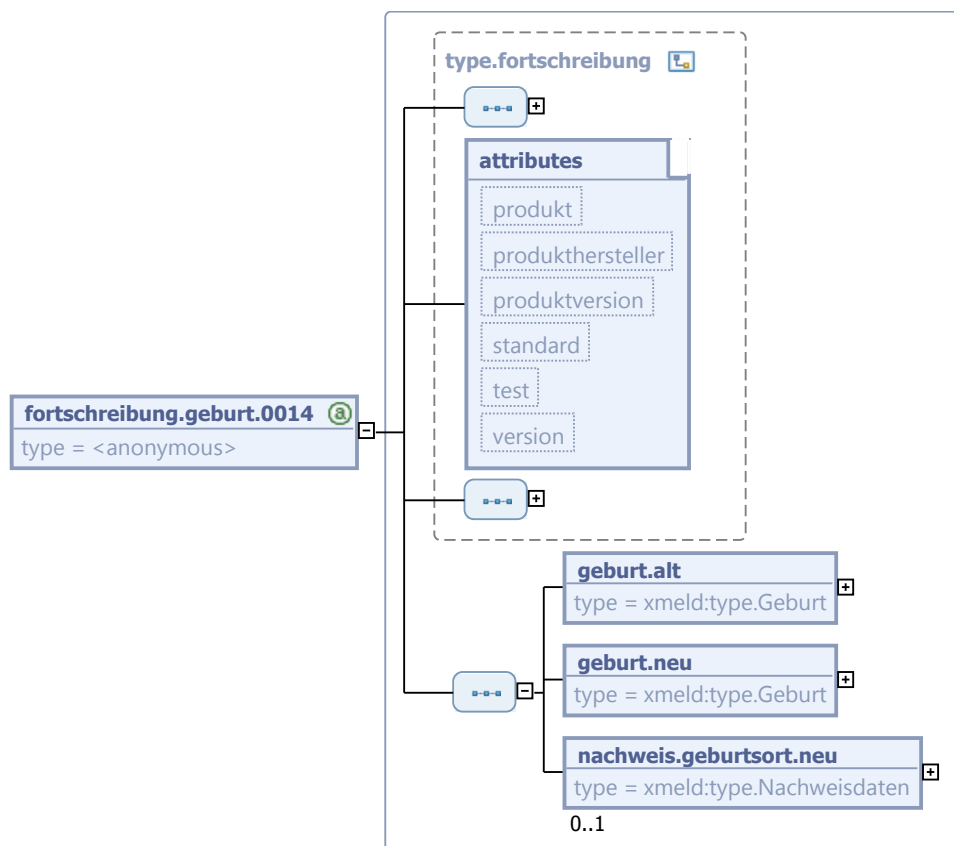 type.fortschreibung
attributes
produkt
produkthersteller
produktversion
standard
test
version
fortschreibung.geburt.0014 @
type = <anonymous>
geburt.alt
type = xmeld:type.Geburt
geburt.neu
type = xmeld:type.Geburt
nachweis.geburtsort.neu
type = xmeld:type.Nachweisdaten
0..1